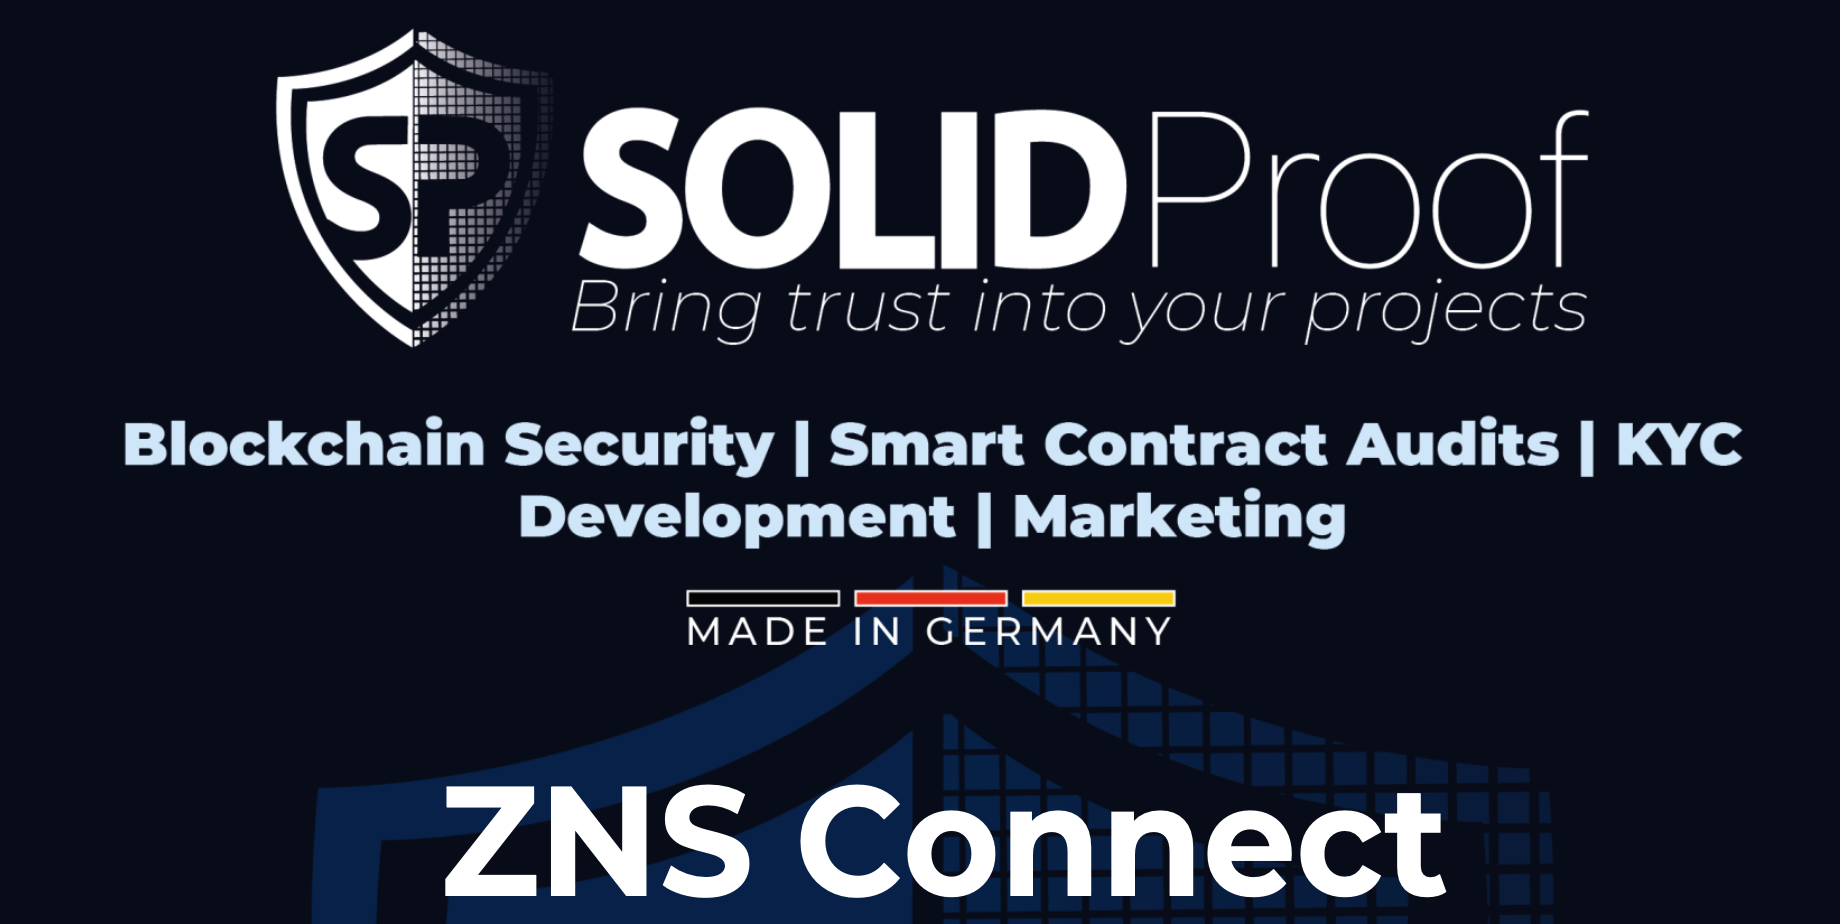 SP
SOLIDProof
Bring trust into your projects
Blockchain Security | Smart Contract Audits | KYC
Development | Marketing
MADE IN GERMANY
ZNS Connect